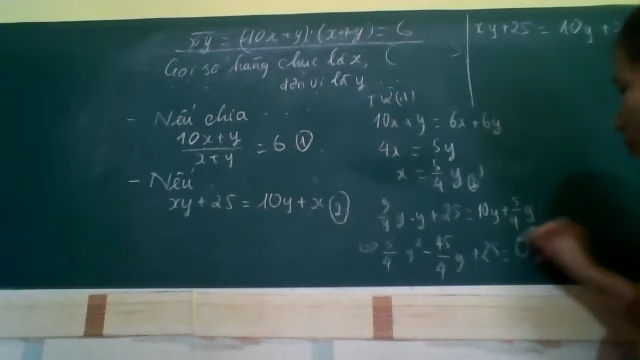 xy = (10x+y):(x+y) = 6
Gọi số hàng chục là x, (
đơn vị là y
- Nếu chia
10x+y / x+y = 6 ①
- Nếu
xy + 25 = 10y + x ②
xy + 25 = 10y +
Từ (1)
10x + y = 6x + 6y
4x = 5y
x = 5/4 y
5/4 y · y + 25 = 10y + 5/4 y
5/4 y² - 45/4 y + 25 = 0